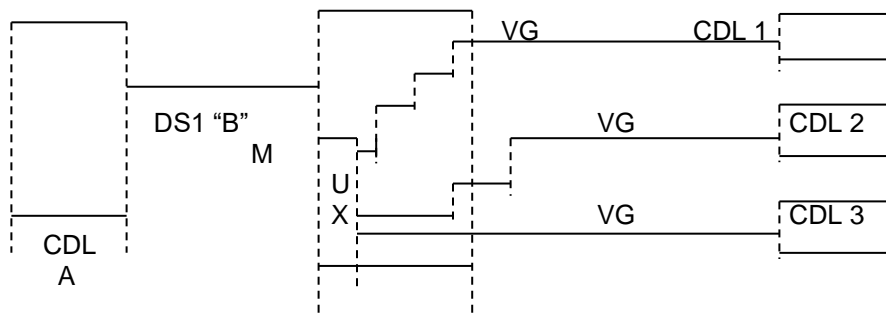 VG CDL 1
DS1 “B” VG CDL 2
M
U
X VG CDL 3
CDL
A